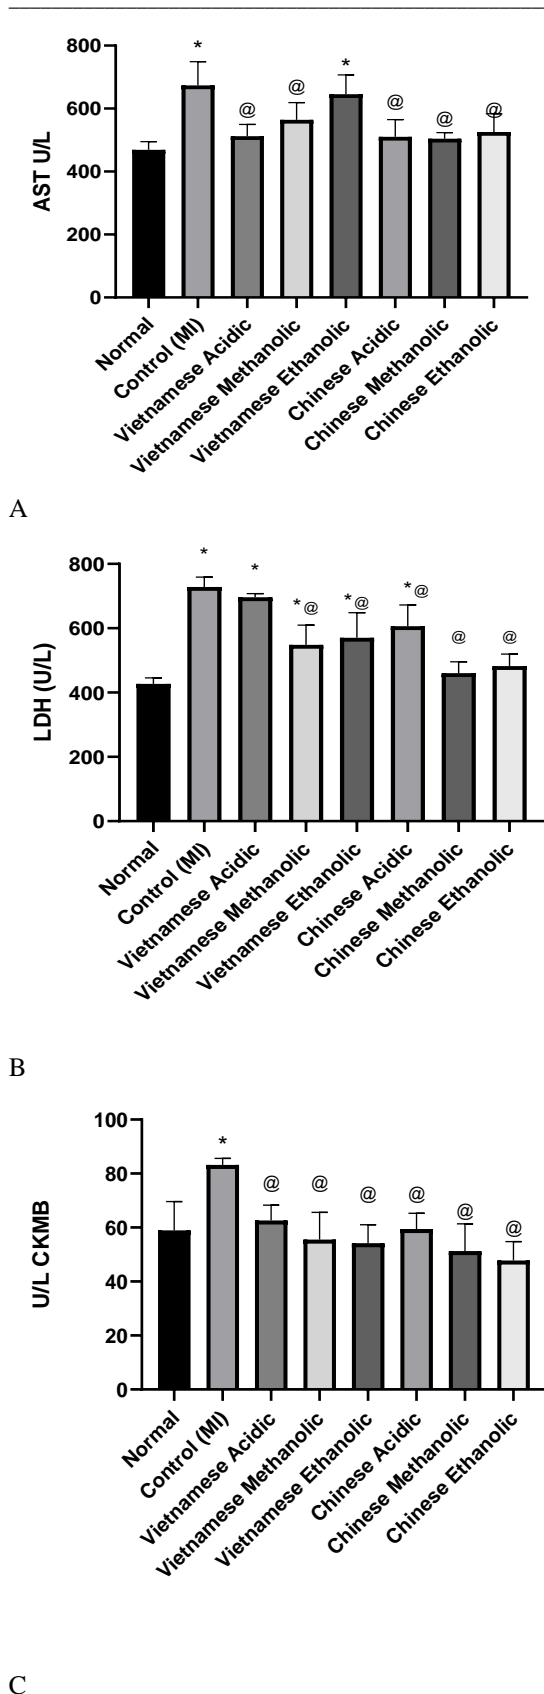 800
600
400
200
0
AST U/L
* @ @ * @ @ @
Normal
Control (MI)
Vietnamese Acidic
Vietnamese Methanolic
Vietnamese Ethanolic
Chinese Acidic
Chinese Methanolic
Chinese Ethanolic
A
800
600
400
200
0
LDH (U/L)
* * *@ *@ *@ @ @
Normal
Control (MI)
Vietnamese Acidic
Vietnamese Methanolic
Vietnamese Ethanolic
Chinese Acidic
Chinese Methanolic
Chinese Ethanolic
B
100
80
60
40
20
0
U/L CKMB
* @ @ @ @ @ @
Normal
Control (MI)
Vietnamese Acidic
Vietnamese Methanolic
Vietnamese Ethanolic
Chinese Acidic
Chinese Methanolic
Chinese Ethanolic
C